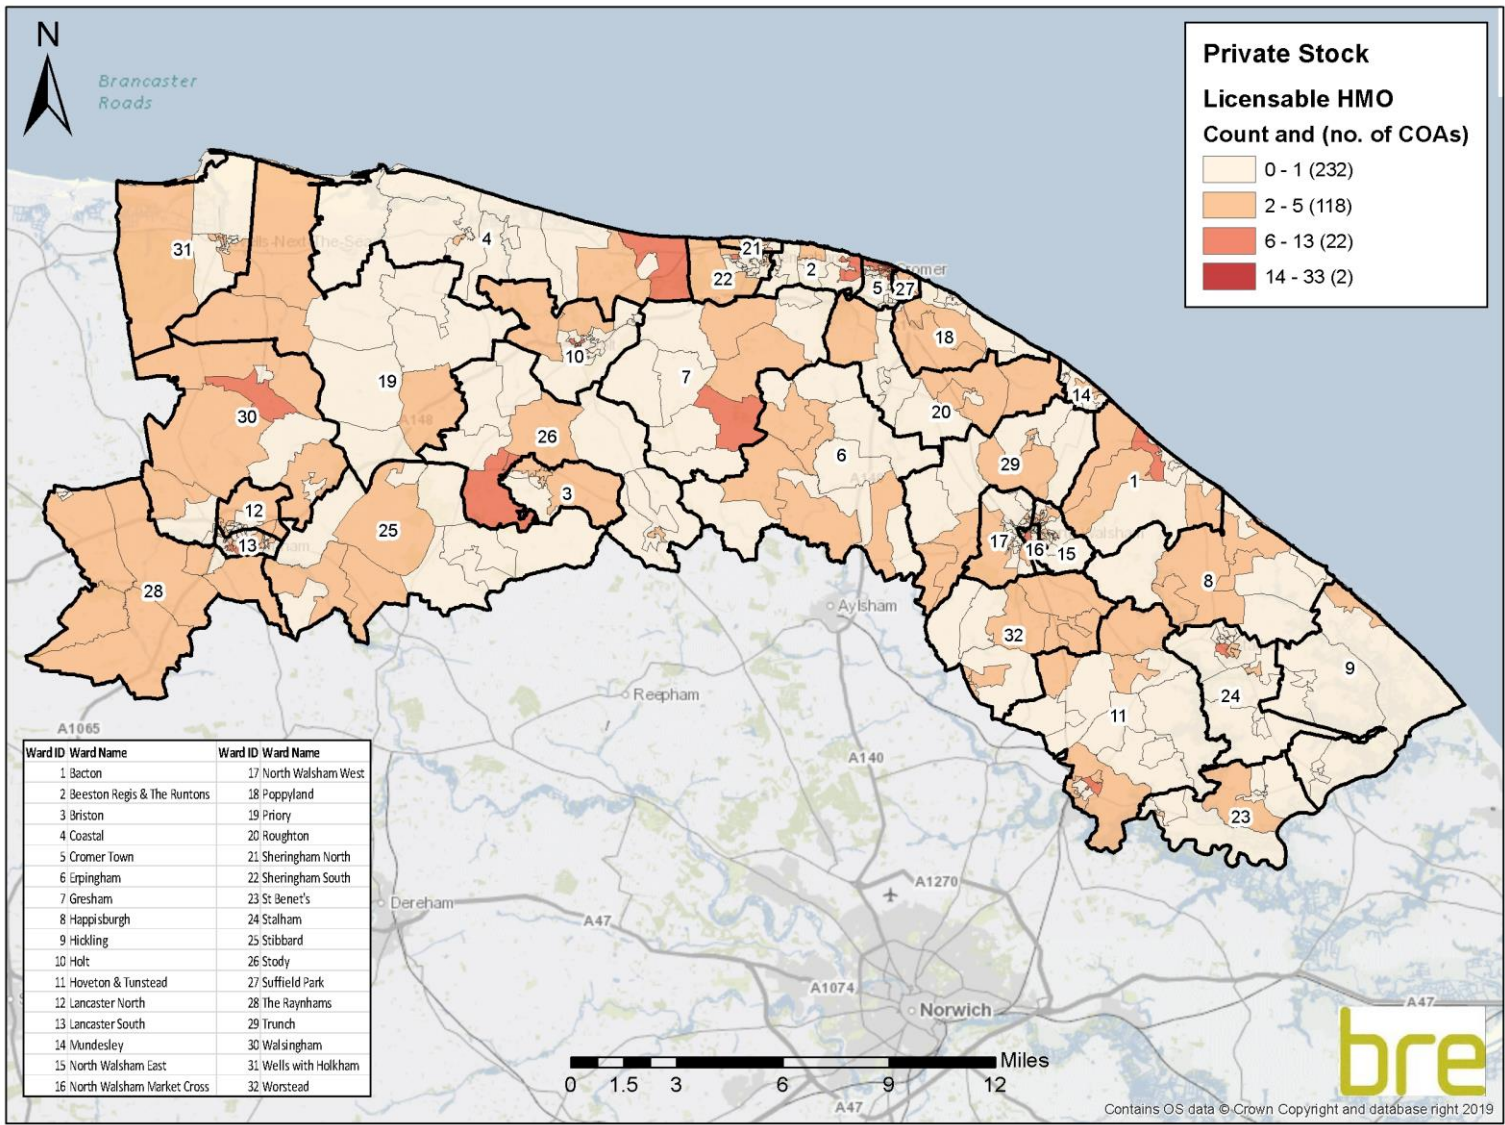 N
Brancaster
Roads
Private Stock
Licensable HMO
Count and (no. of COAs)
0 - 1 (232)
2 - 5 (118)
6 - 13 (22)
14 - 33 (2)
31
4
21
2
22
5
27
Cromer
18
10
19
7
14
30
A148
20
26
6
29
1
3
12
25
13
17
16
15
28
8
Aylsham
32
9
Reepham
24
11
A1065
A140
23
Ward ID Ward Name Ward ID Ward Name
1 Bacton 17 North Walsham West
2 Beeston Regis & The Runtons 18 Poppyland
3 Briston 19 Priory
4 Coastal 20 Roughton
5 Cromer Town 21 Sheringham North
6 Erpingham 22 Sheringham South
7 Gresham 23 St Benet's
8 Happisburgh 24 Stalham
9 Hickling 25 Stibbard
10 Holt 26 Stody
11 Hoveton & Tunstead 27 Suffield Park
12 Lancaster North 28 The Raynhams
13 Lancaster South 29 Trunch
14 Mundesley 30 Walsingham
15 North Walsham East 31 Wells with Holkham
16 North Walsham Market Cross 32 Worstead
Dereham
A1270
A47
A1074
Norwich
A47
bre
Miles
0 1.5 3 6 9 12
A47
Contains OS data © Crown Copyright and database right 2019